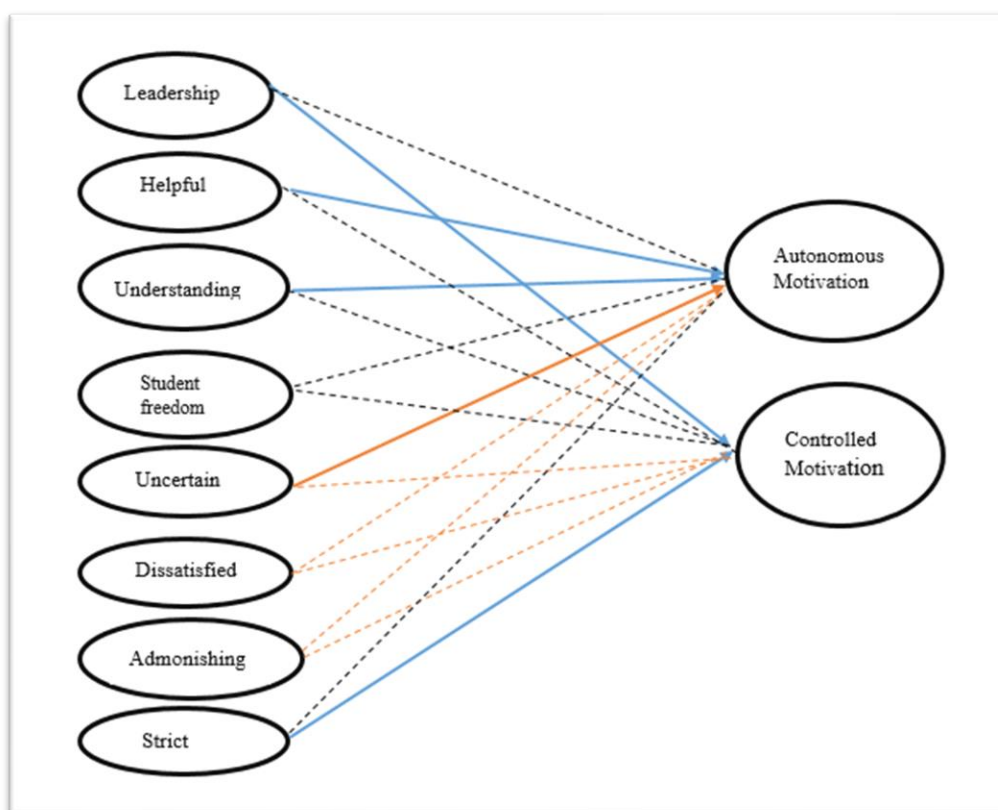 Leadership
Helpful
Understanding
Student
freedom
Uncertain
Dissatisfied
Admonishing
Strict
Autonomous
Motivation
Controlled
Motivation